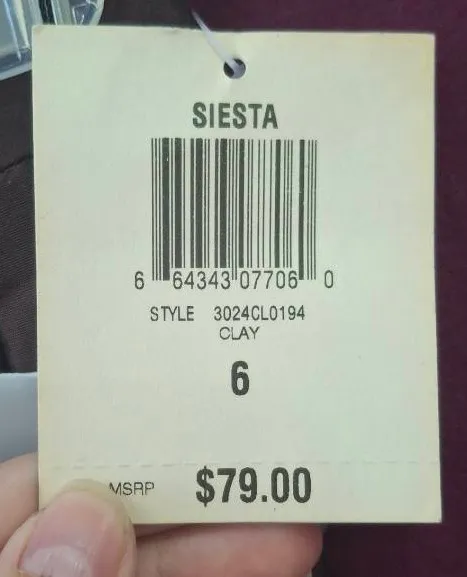 SIESTA
6 64343 07706 0
STYLE 3024CL0194
CLAY
6
MSRP $79.00